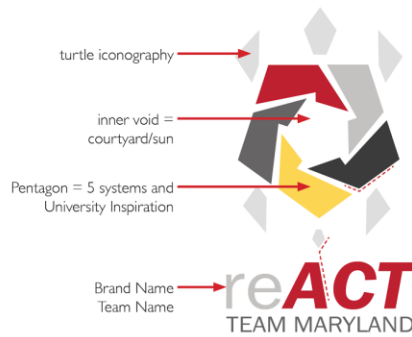 turtle iconography
inner void =
courtyard/sun
Pentagon = 5 systems and
University Inspiration
Brand Name
Team Name
reACT
TEAM MARYLAND